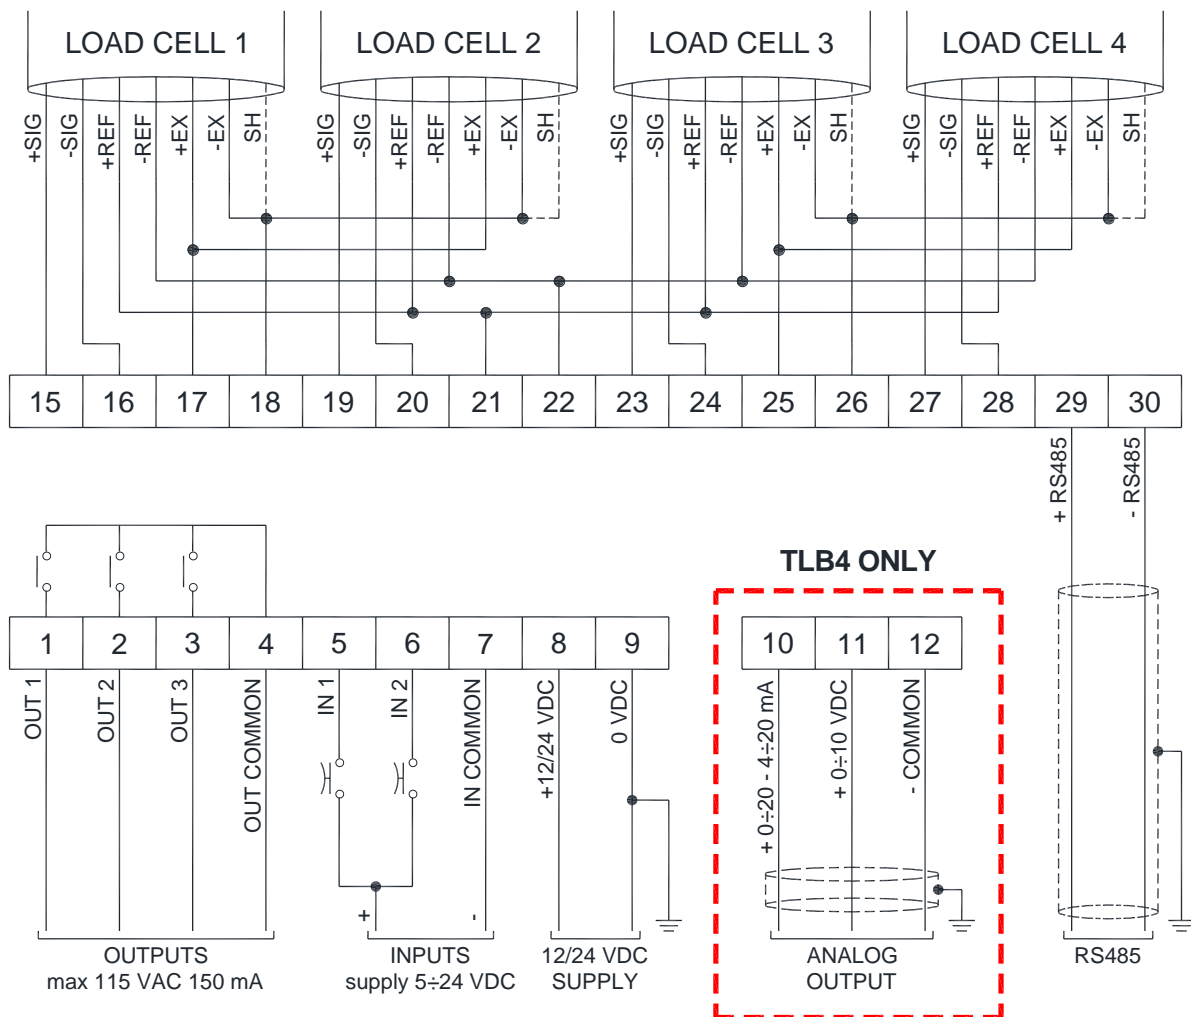 LOAD CELL 1 LOAD CELL 2 LOAD CELL 3 LOAD CELL 4
+SIG -SIG +REF -REF +EX -EX SH +SIG -SIG +REF -REF +EX -EX SH +SIG -SIG +REF -REF +EX -EX SH +SIG -SIG +REF -REF +EX -EX SH
15 16 17 18 19 20 21 22 23 24 25 26 27 28 29 30
+ RS485 - RS485
TLB4 ONLY
1 2 3 4 5 6 7 8 9 10 11 12
OUT 1
OUT 2
OUT 3
OUT COMMON
IN 1
IN 2
IN COMMON
+12/24 VDC
0 VDC
+ 0÷20 - 4÷20 mA
+ 0÷10 VDC
- COMMON
+ -
OUTPUTS
max 115 VAC 150 mA
INPUTS
supply 5÷24 VDC
12/24 VDC
SUPPLY
ANALOG
OUTPUT
RS485